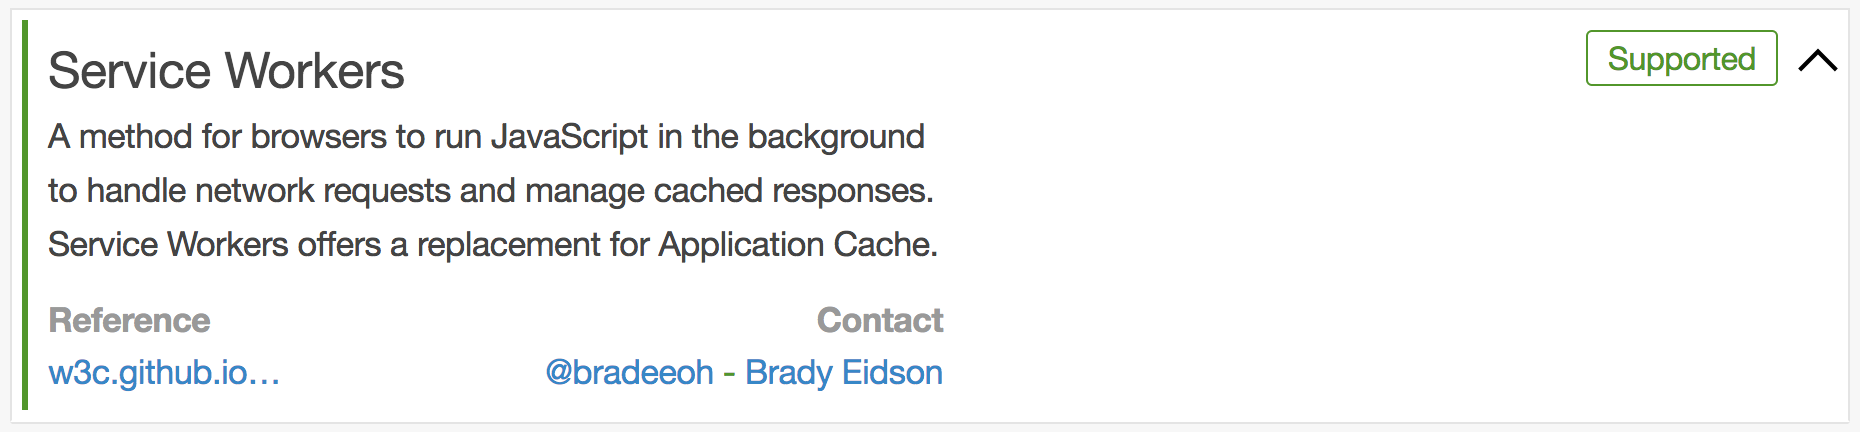 Service Workers
Supported
A method for browsers to run JavaScript in the background
to handle network requests and manage cached responses.
Service Workers offers a replacement for Application Cache.
Reference
Contact
w3c.github.io…
@bradeeoh - Brady Eidson